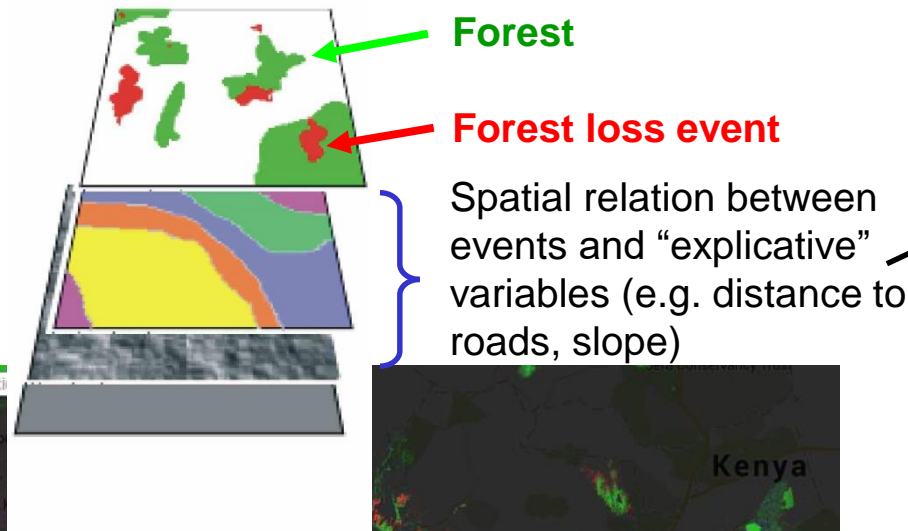 Forest
Forest loss event
Spatial relation between
events and “explicative”
variables (e.g. distance to
roads, slope)
Kenya